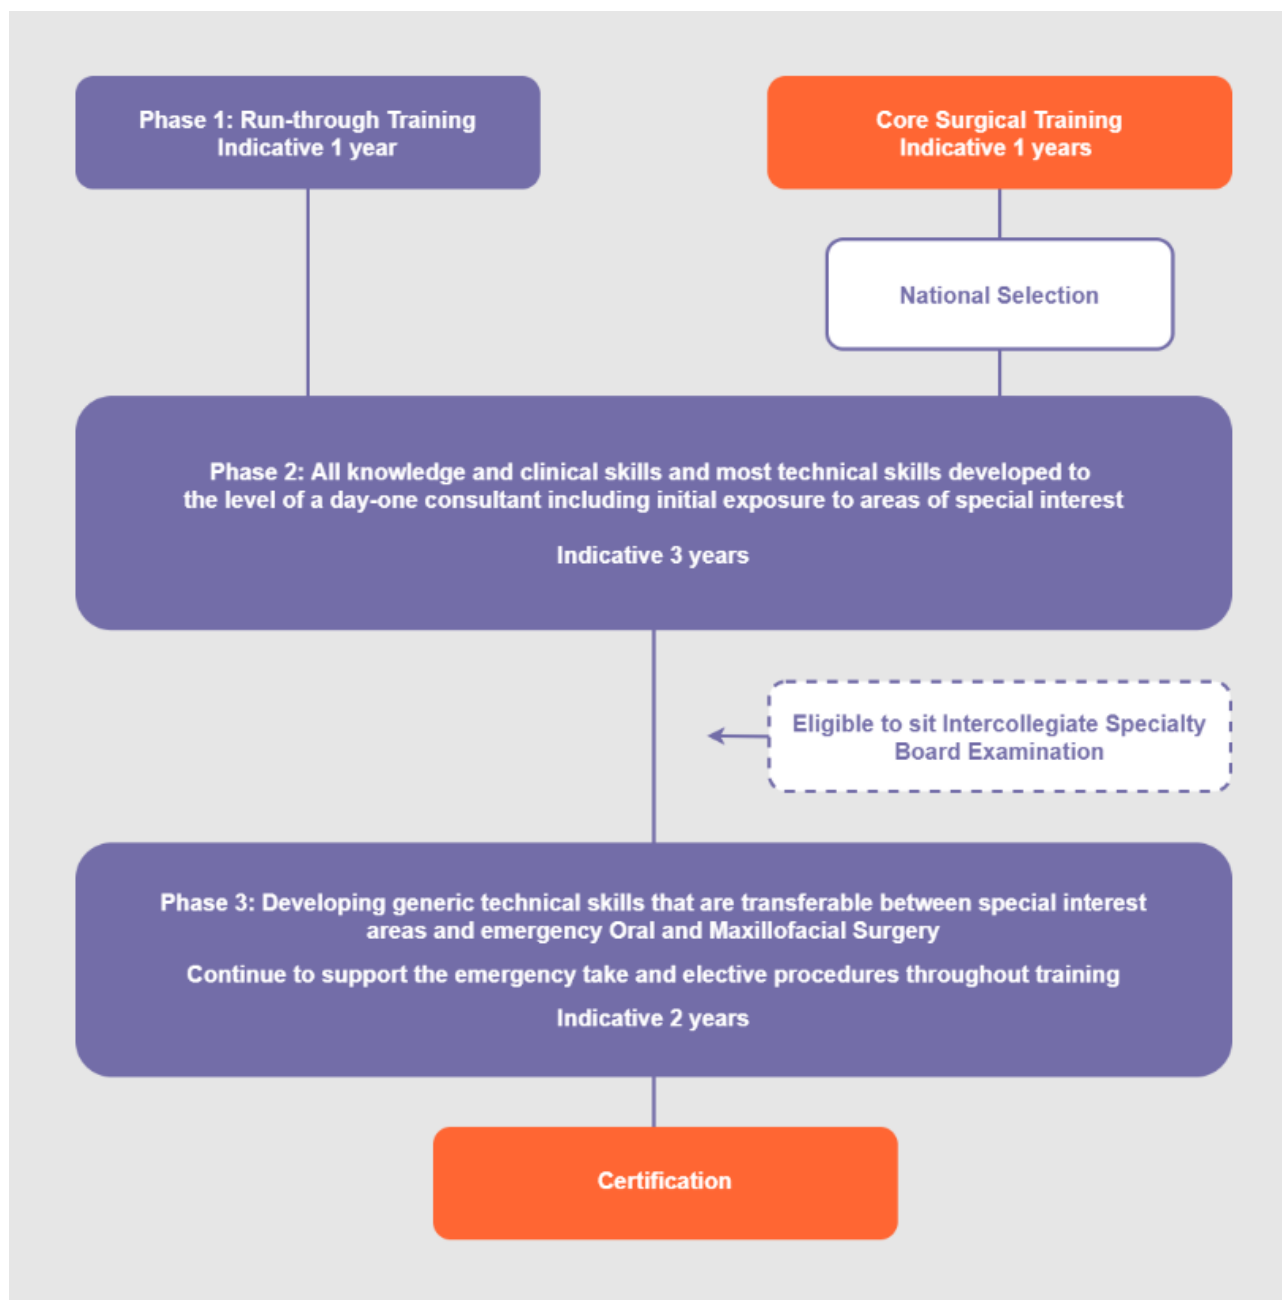 Phase 1: Run-through Training
Indicative 1 year
Core Surgical Training
Indicative 1 years
National Selection
Phase 2: All knowledge and clinical skills and most technical skills developed to
the level of a day-one consultant including initial exposure to areas of special interest
Indicative 3 years
Eligible to sit Intercollegiate Specialty
Board Examination
Phase 3: Developing generic technical skills that are transferable between special interest
areas and emergency Oral and Maxillofacial Surgery
Continue to support the emergency take and elective procedures throughout training
Indicative 2 years
Certification